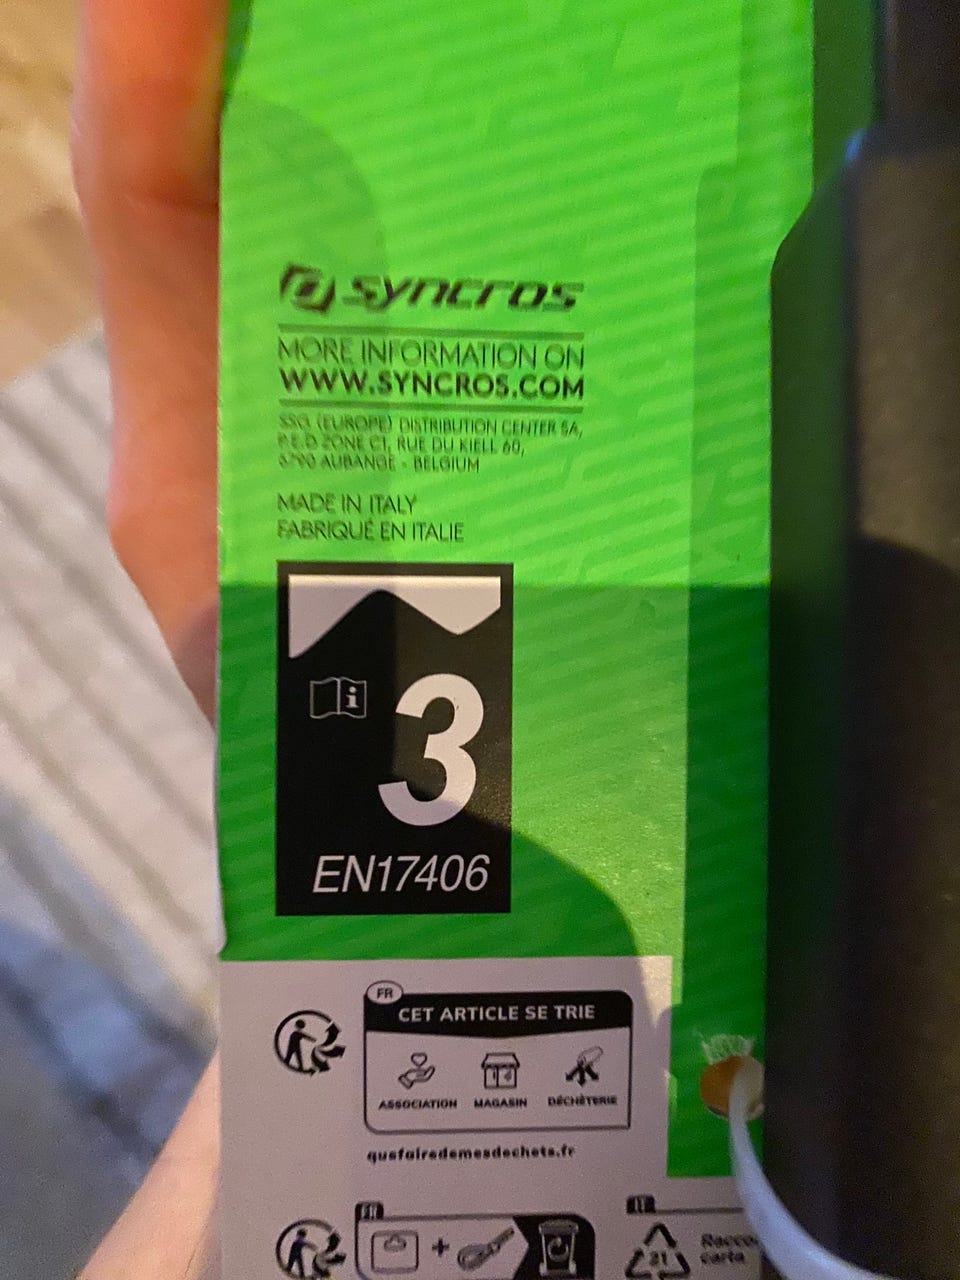 syncros
MORE INFORMATION ON
WWW.SYNCROS.COM
SSG (EUROPE) DISTRIBUTION CENTER SA,
P.E.D ZONE C1, RUE DU KIELL 60,
6790 AUBANGE - BELGIUM
MADE IN ITALY
FABRIQUÉ EN ITALIE
i
3
EN17406
FR
CET ARTICLE SE TRIE
ASSOCIATION MAGASIN DÉCHÈTERIE
quefairedemesdechets.fr
FR
IT
+
21
carta